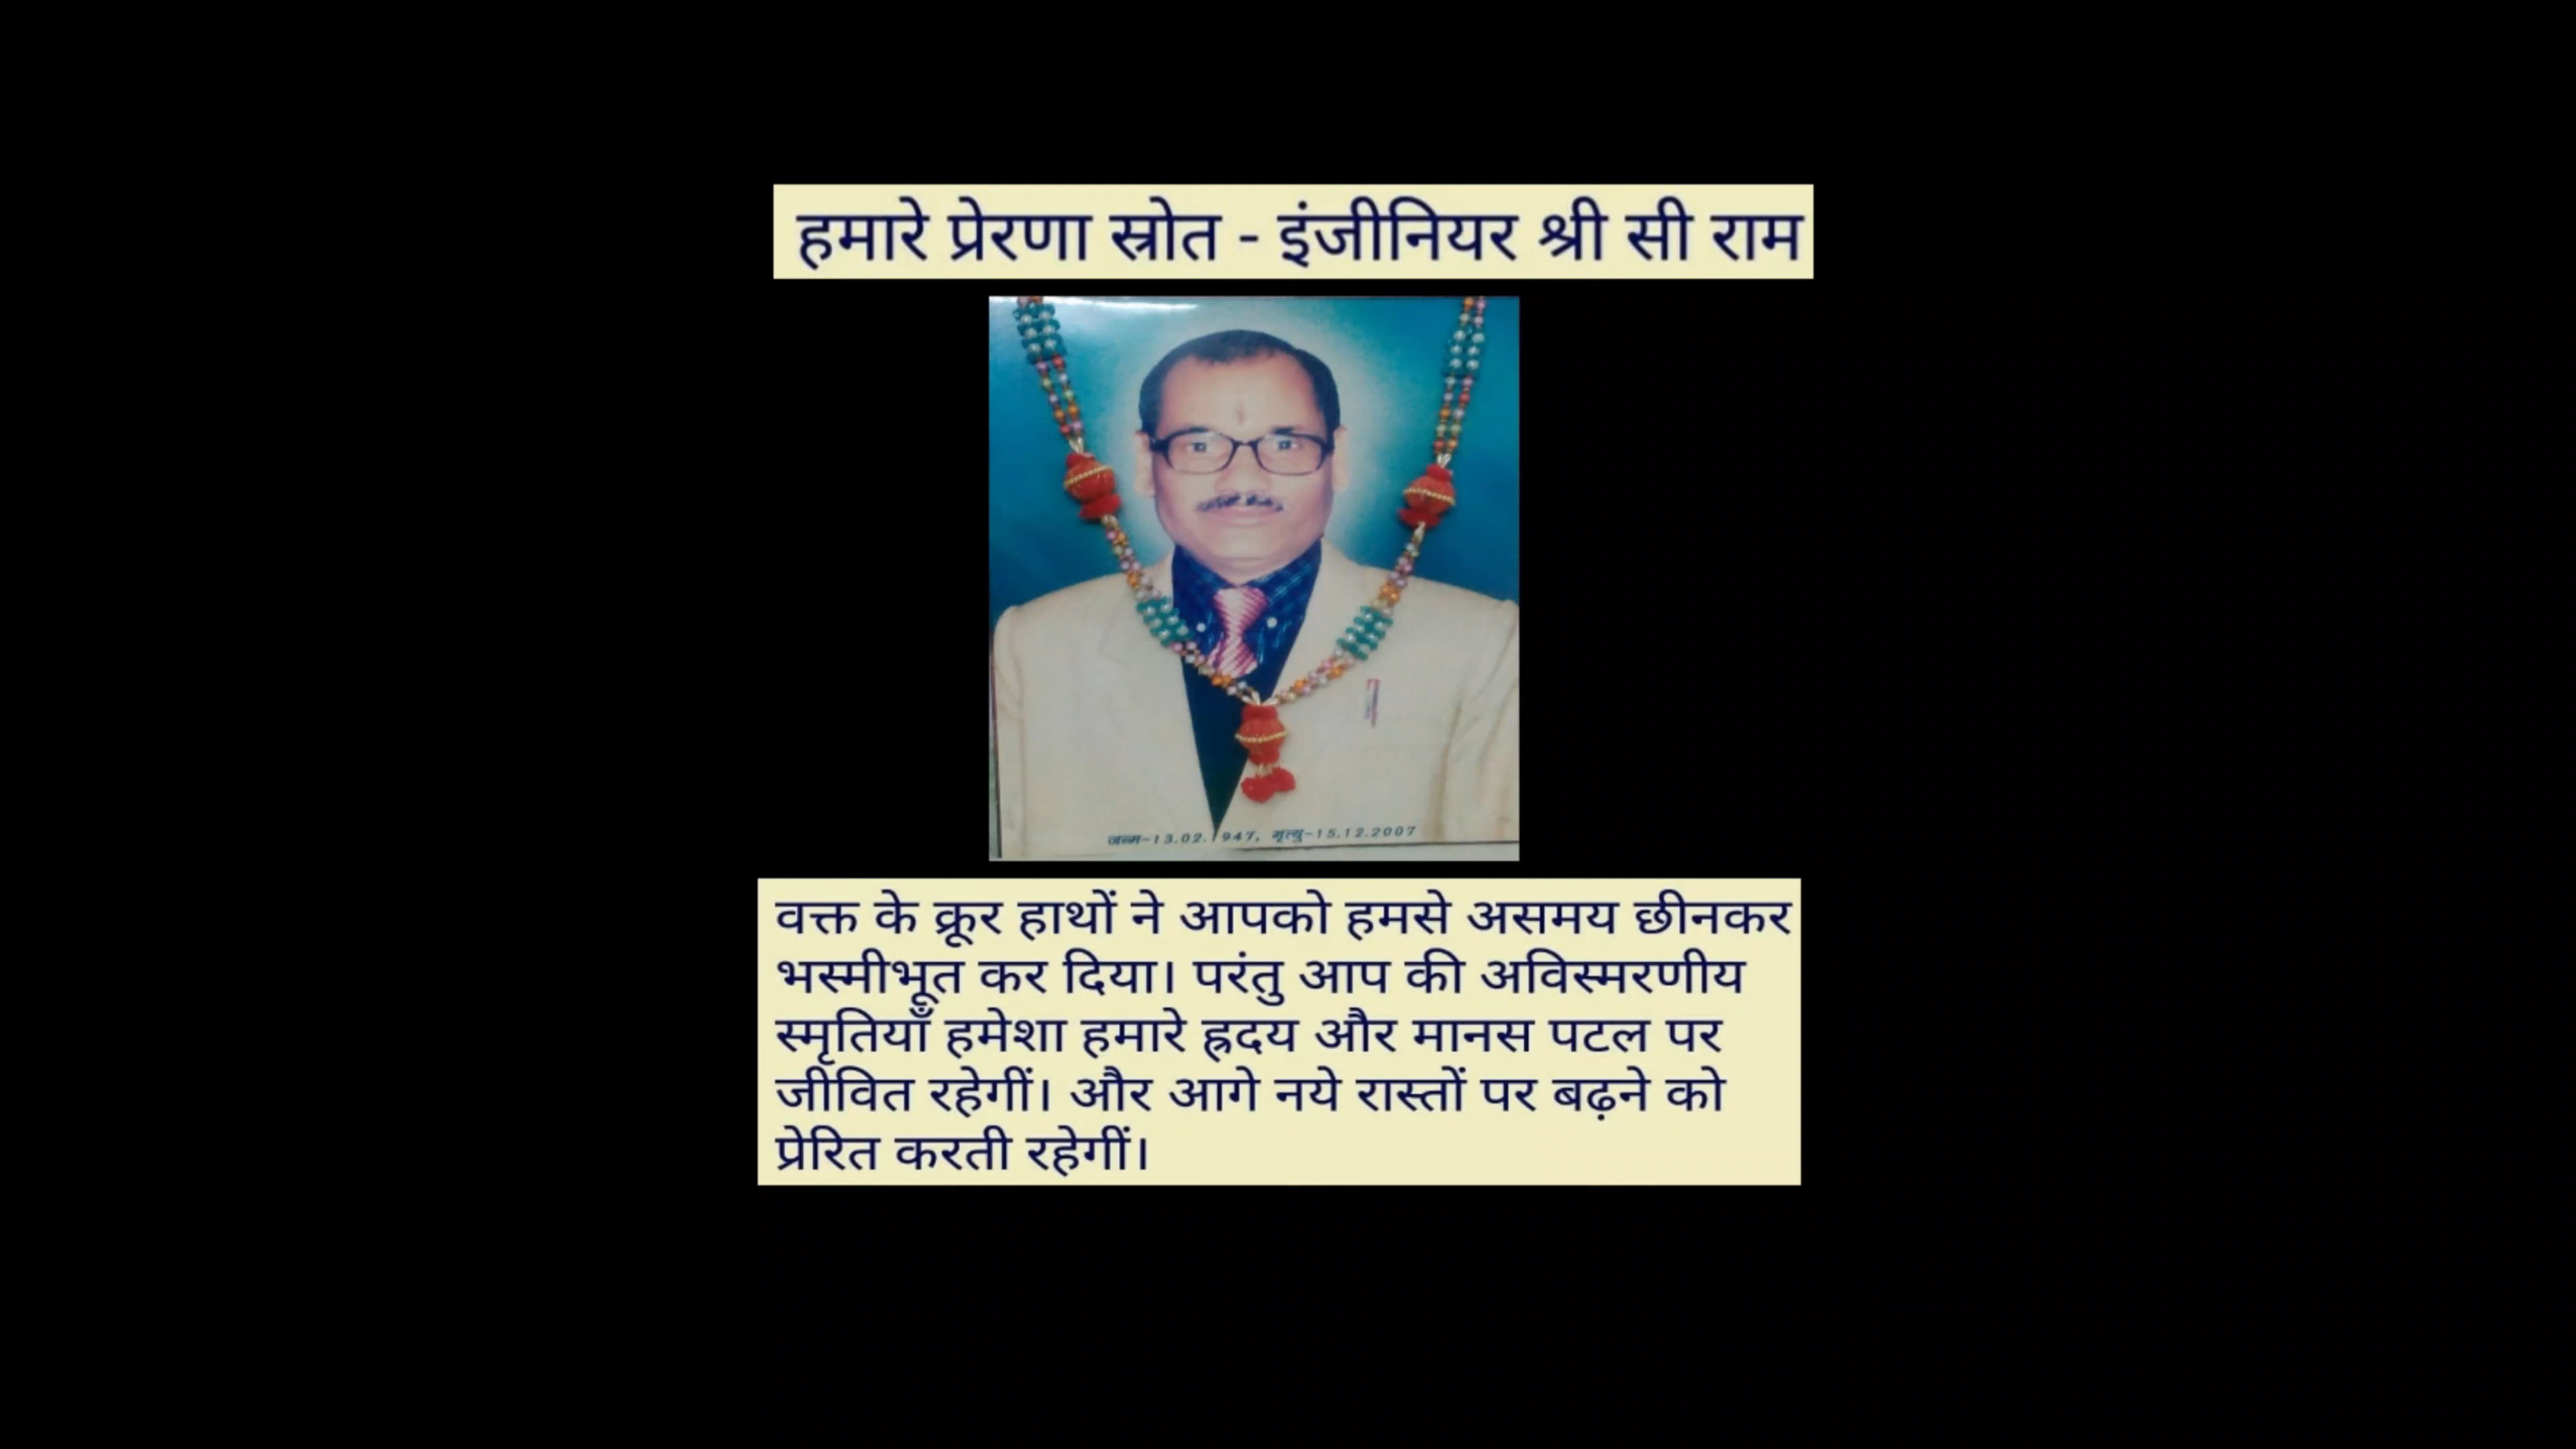 हमारे प्रेरणा स्रोत - इंजीनियर श्री सी राम
जन्म-13.02.1947, मृत्यु-15.12.2007
वक्त के क्रूर हाथों ने आपको हमसे असमय छीनकर
भस्मीभूत कर दिया। परंतु आप की अविस्मरणीय
स्मृतियाँ हमेशा हमारे ह्रदय और मानस पटल पर
जीवित रहेगीं। और आगे नये रास्तों पर बढ़ने को
प्रेरित करती रहेगीं।